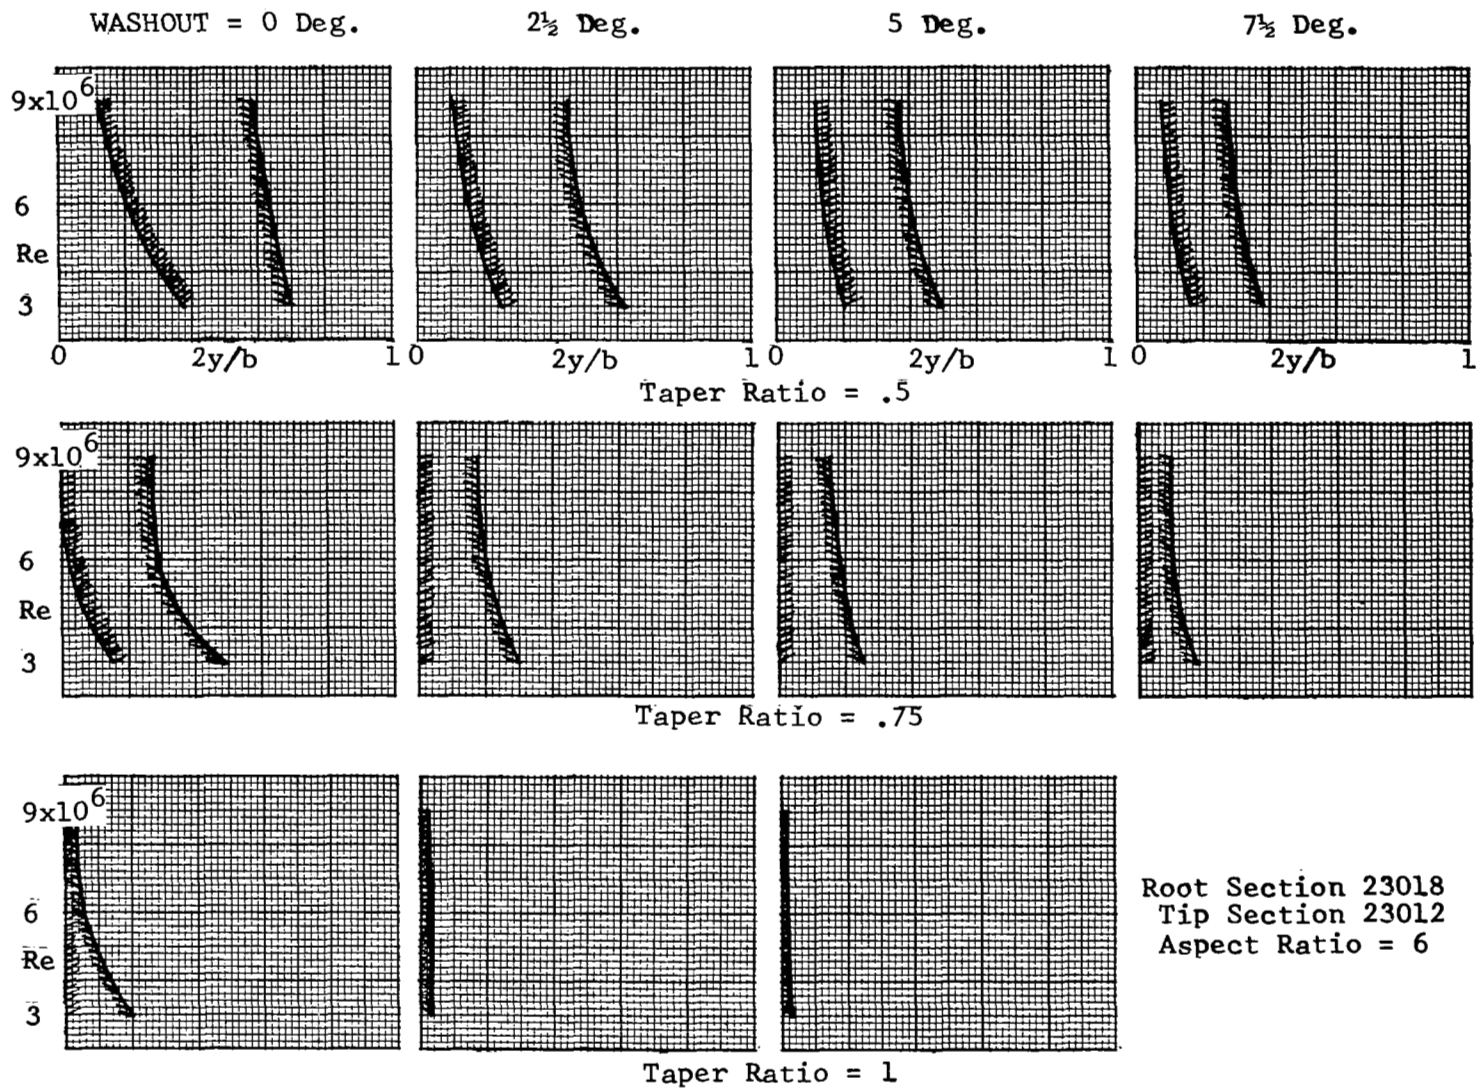 WASHOUT = 0 Deg. 2½ Deg. 5 Deg. 7½ Deg.
9x10⁶
6
Re
3
0 2y/b 1 0 2y/b 1 0 2y/b 1 0 2y/b 1
Taper Ratio = .5
9x10⁶
6
Re
3
Taper Ratio = .75
9x10⁶
6
Re
3
Root Section 23018
Tip Section 23012
Aspect Ratio = 6
Taper Ratio = 1